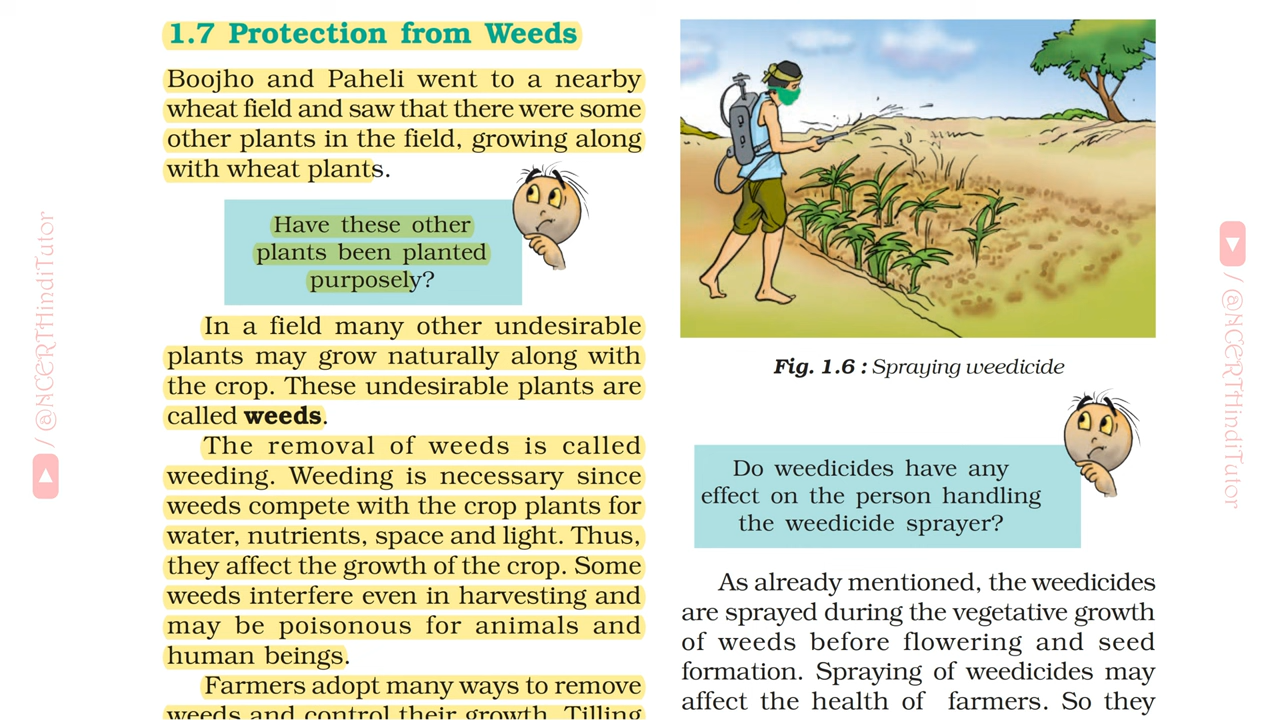 1.7 Protection from Weeds
Boojho and Paheli went to a nearby
wheat field and saw that there were some
other plants in the field, growing along
with wheat plants.
Have these other
plants been planted
purposely?
In a field many other undesirable
plants may grow naturally along with
the crop. These undesirable plants are
called weeds.
The removal of weeds is called
weeding. Weeding is necessary since
weeds compete with the crop plants for
water, nutrients, space and light. Thus,
they affect the growth of the crop. Some
weeds interfere even in harvesting and
may be poisonous for animals and
human beings.
Farmers adopt many ways to remove
weeds and control their growth. Tilling
Fig. 1.6 : Spraying weedicide
Do weedicides have any
effect on the person handling
the weedicide sprayer?
As already mentioned, the weedicides
are sprayed during the vegetative growth
of weeds before flowering and seed
formation. Spraying of weedicides may
affect the health of farmers. So they
/ @NCERTHindiTutor
/ @NCERTHindiTutor